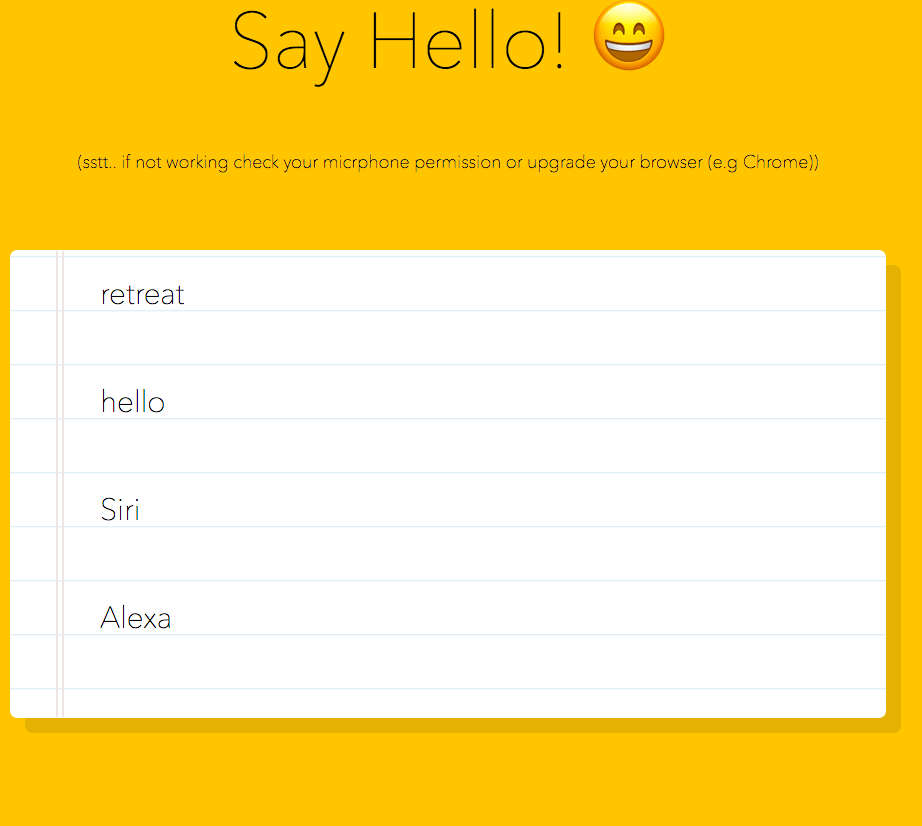 Say Hello! 😄
(sstt.. if not working check your micrphone permission or upgrade your browser (e.g Chrome))
retreat
hello
Siri
Alexa